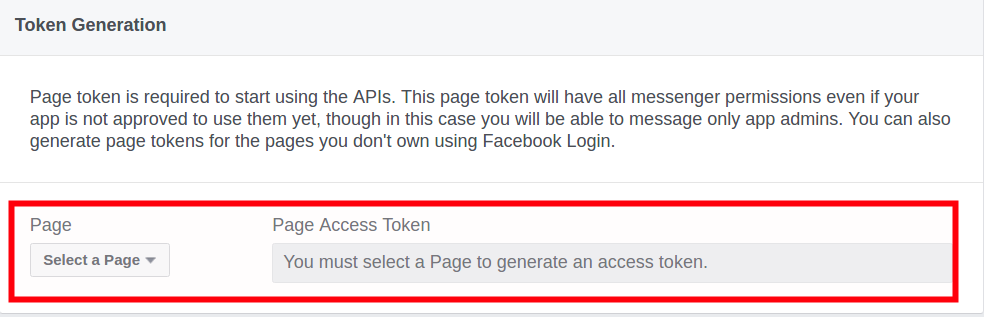 Token Generation
Page token is required to start using the APIs. This page token will have all messenger permissions even if your
app is not approved to use them yet, though in this case you will be able to message only app admins. You can also
generate page tokens for the pages you don't own using Facebook Login.
Page
Page Access Token
Select a Page
You must select a Page to generate an access token.